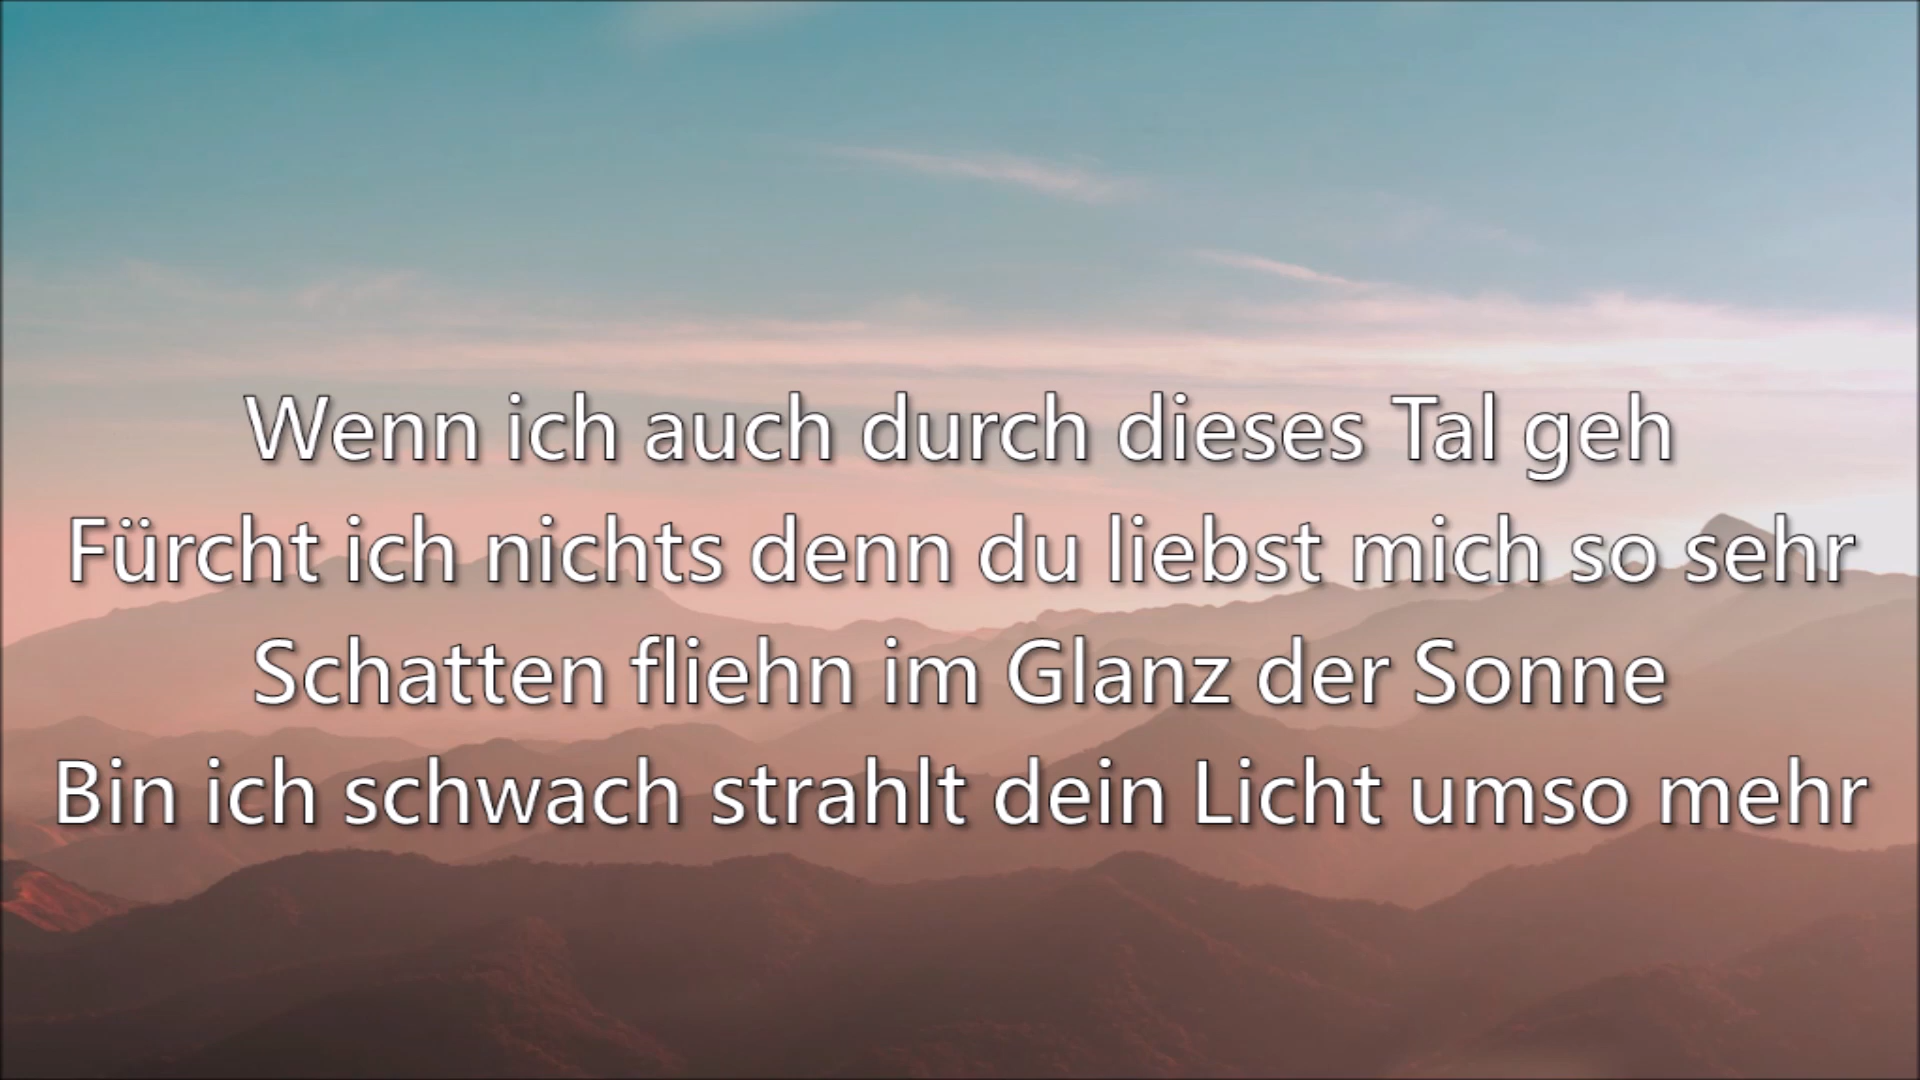 Wenn ich auch durch dieses Tal geh
Fürcht ich nichts denn du liebst mich so sehr
Schatten fliehn im Glanz der Sonne
Bin ich schwach strahlt dein Licht umso mehr